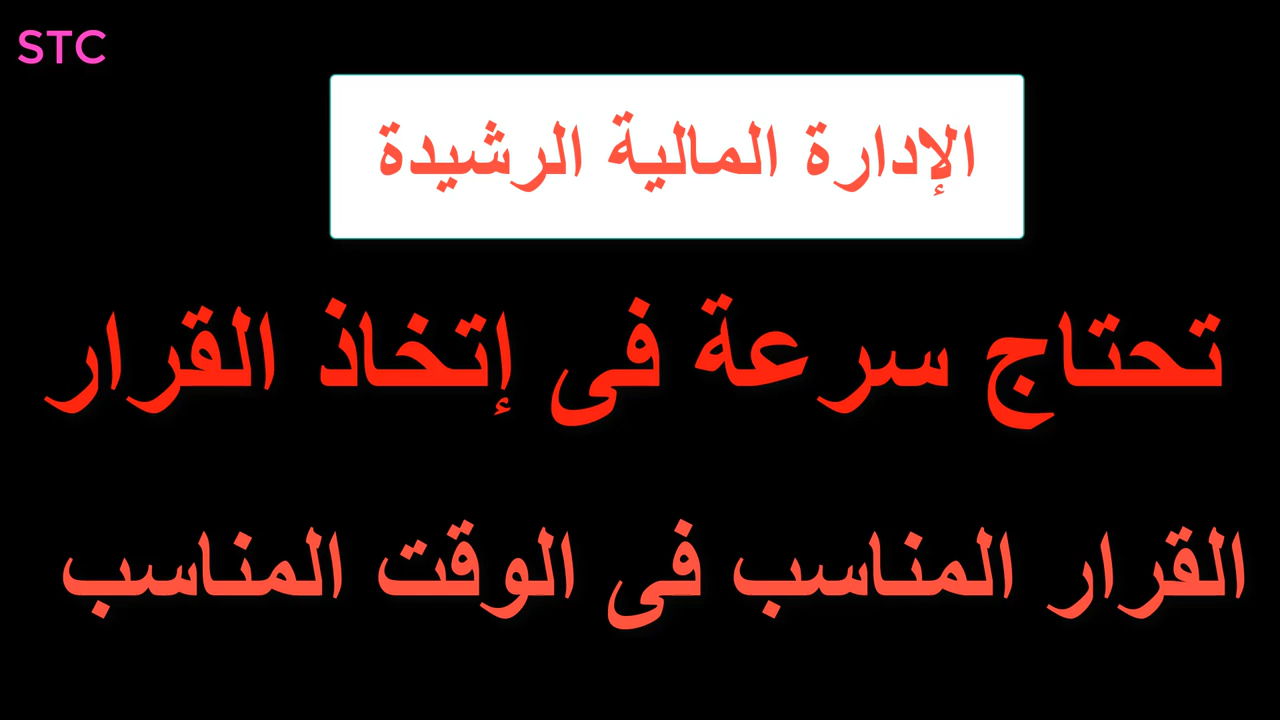 STC
الإدارة المالية الرشيدة
تحتاج سرعة فى إتخاذ القرار
القرار المناسب فى الوقت المناسب